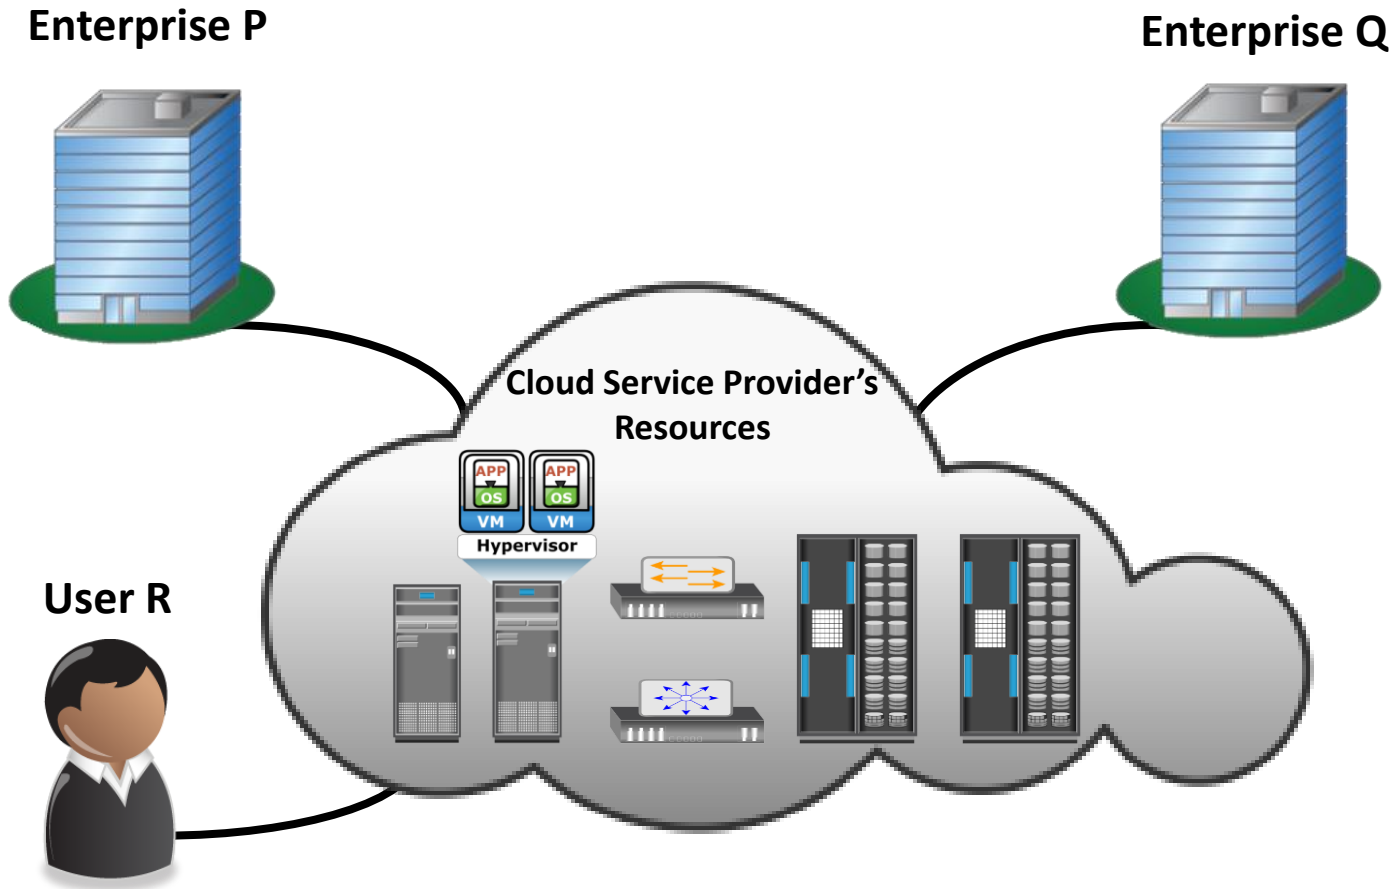 Enterprise P
Enterprise Q
Cloud Service Provider’s
Resources
APP
OS
VM
APP
OS
VM
Hypervisor
User R